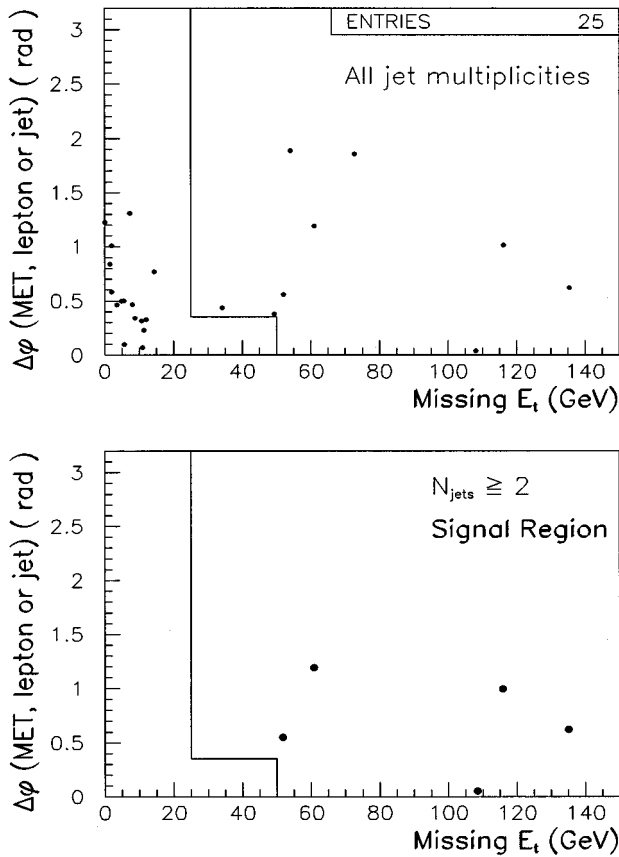 ENTRIES 25
All jet multiplicities
Δφ (MET, lepton or jet) ( rad )
3
2.5
2
1.5
1
0.5
0
0 20 40 60 80 100 120 140
Missing E_t (GeV)
N_jets ≧ 2
Signal Region
Δφ (MET, lepton or jet) ( rad )
3
2.5
2
1.5
1
0.5
0
0 20 40 60 80 100 120 140
Missing E_t (GeV)